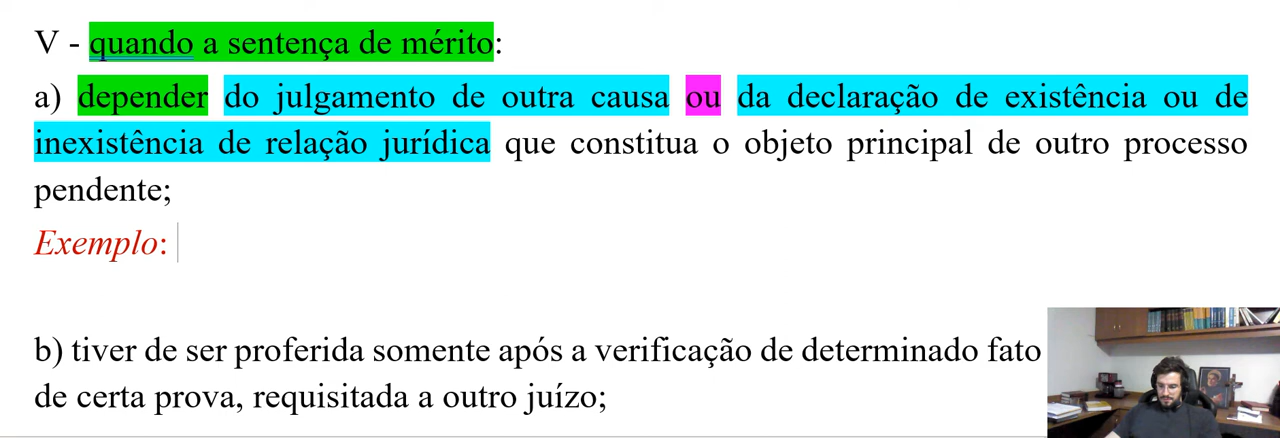 V - quando a sentença de mérito:
a) depender do julgamento de outra causa ou da declaração de existência ou de
inexistência de relação jurídica que constitua o objeto principal de outro processo
pendente;
Exemplo:
b) tiver de ser proferida somente após a verificação de determinado fato
de certa prova, requisitada a outro juízo;